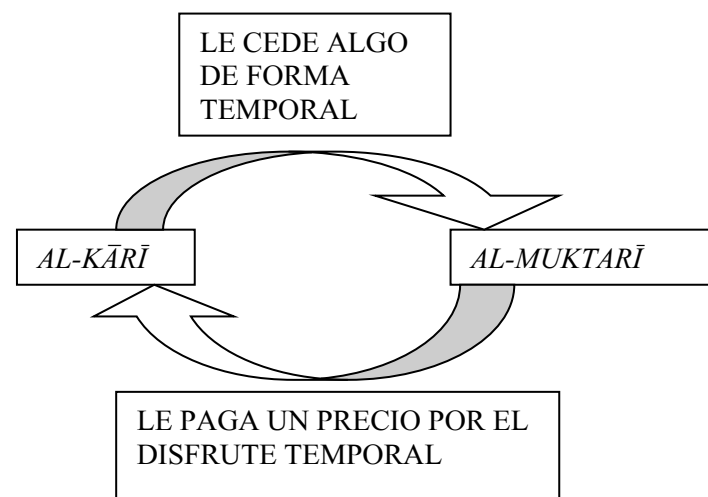 LE CEDE ALGO
DE FORMA
TEMPORAL
AL-KĀRĪ
AL-MUKTARĪ
LE PAGA UN PRECIO POR EL
DISFRUTE TEMPORAL